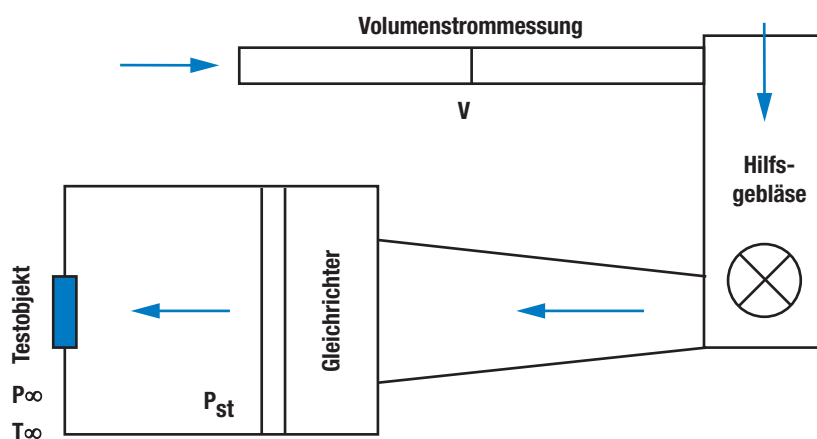 Volumenstrommessung
V
Hilfs-
gebläse
Testobjekt
Gleichrichter
P∞
Pst
T∞